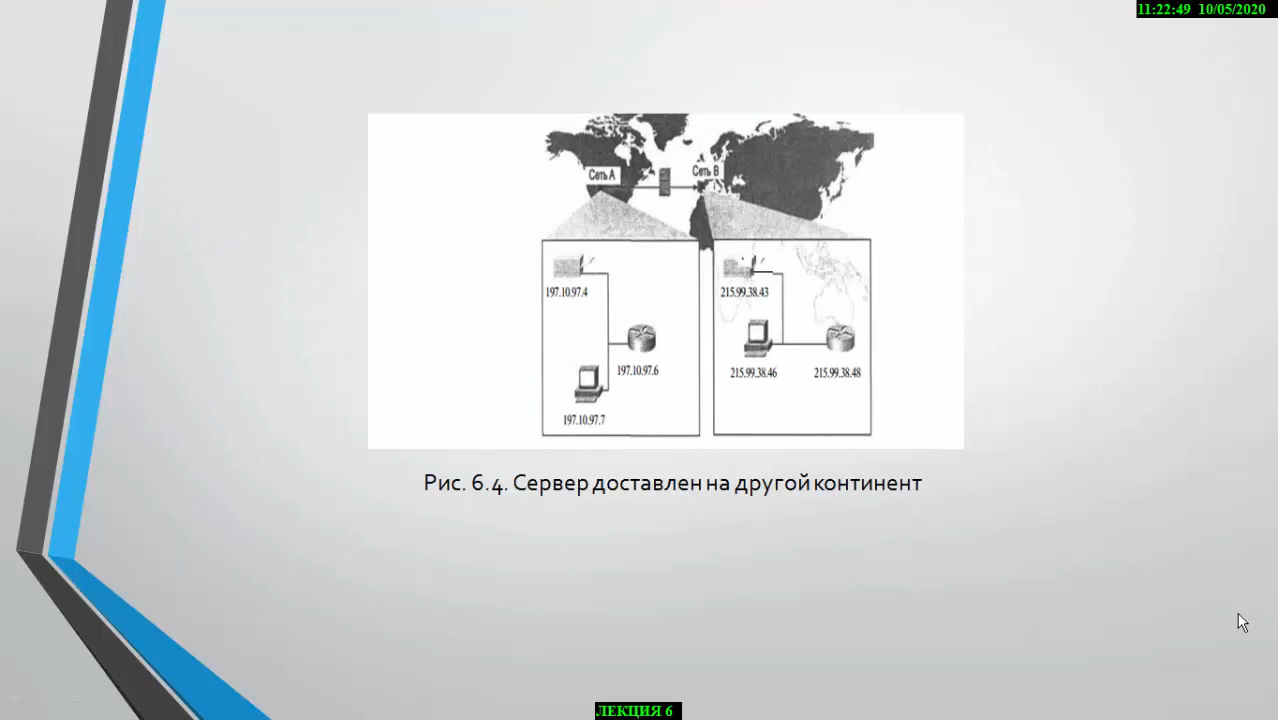 11:22:49 10/05/2020
Сеть A
Сеть B
197.10.97.4
215.99.38.43
197.10.97.6
215.99.38.46
215.99.38.48
197.10.97.7
Рис. 6.4. Сервер доставлен на другой континент
ЛЕКЦИЯ 6